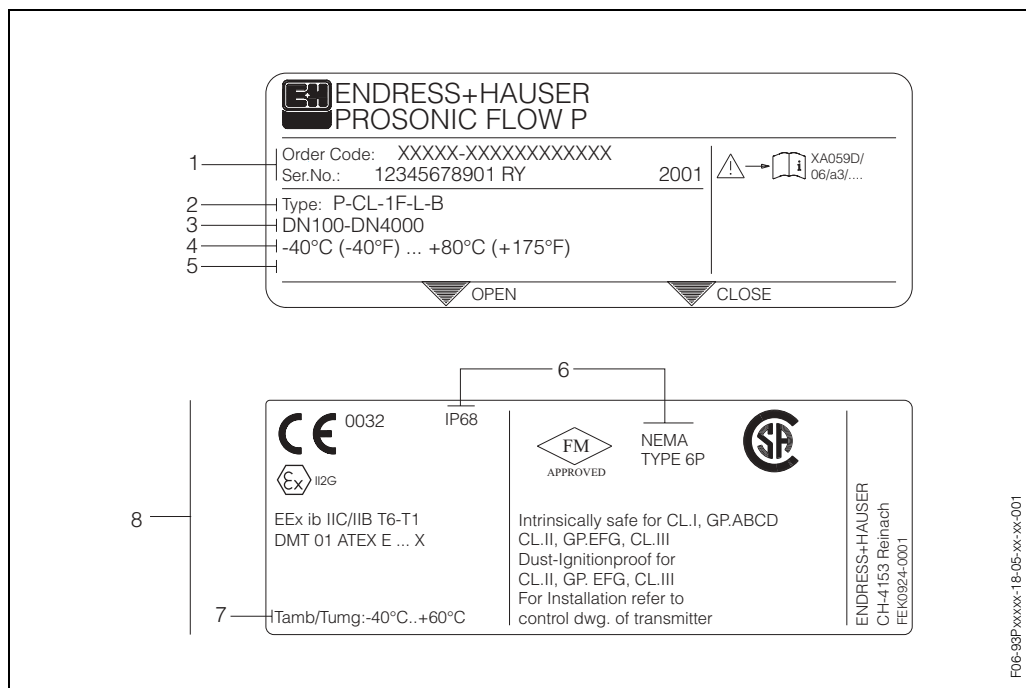 E+H
ENDRESS+HAUSER
PROSONIC FLOW P
1
Order Code: XXXXX-XXXXXXXXXXXX
Ser.No.: 12345678901 RY 2001
XA059D/
06/a3/....
i
2
Type: P-CL-1F-L-B
3
DN100-DN4000
4
-40°C (-40°F) ... +80°C (+175°F)
5
OPEN
CLOSE
6
8
CE 0032
IP68
Ex II2G
EEx ib IIC/IIB T6-T1
DMT 01 ATEX E ... X
7
Tamb/Tumg:-40°C..+60°C
FM
APPROVED
NEMA
TYPE 6P
CSA
Intrinsically safe for CL.I, GP.ABCD
CL.II, GP.EFG, CL.III
Dust-Ignitionproof for
CL.II, GP. EFG, CL.III
For Installation refer to
control dwg. of transmitter
ENDRESS+HAUSER
CH-4153 Reinach
FEK0924-0001
F06-93Pxxxxx-18-05-xx-xx-001